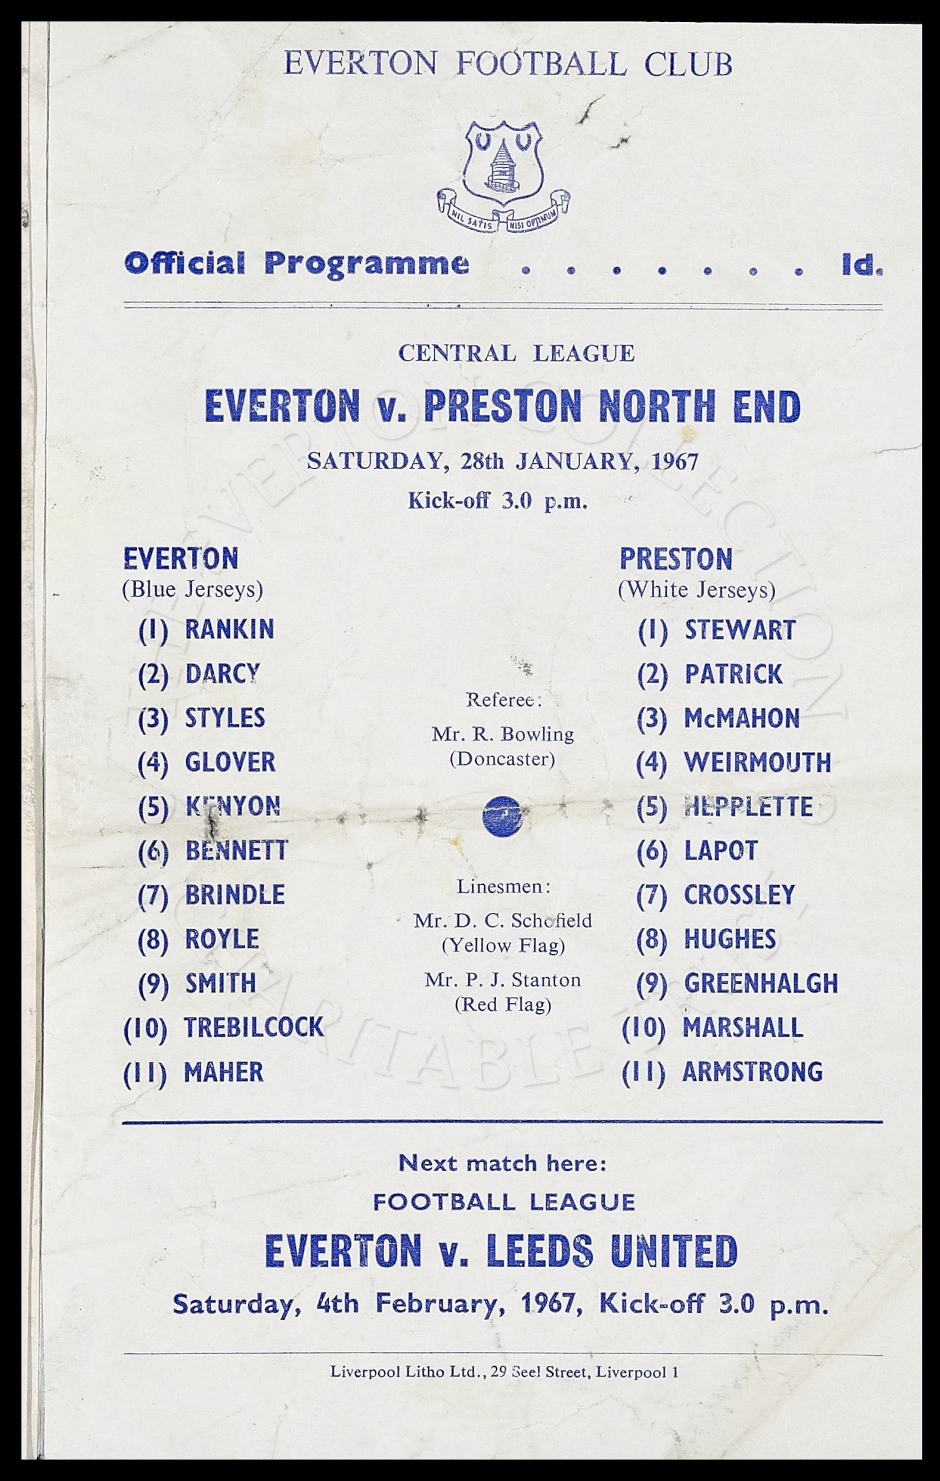 EVERTON FOOTBALL CLUB
NIL SATIS NISI OPTIMUM
Official Programme . . . . . . . 1d.
CENTRAL LEAGUE
EVERTON v. PRESTON NORTH END
SATURDAY, 28th JANUARY, 1967
Kick-off 3.0 p.m.
EVERTON
(Blue Jerseys)
(1) RANKIN
(2) DARCY
(3) STYLES
(4) GLOVER
(5) KENYON
(6) BENNETT
(7) BRINDLE
(8) ROYLE
(9) SMITH
(10) TREBILCOCK
(11) MAHER
Referee:
Mr. R. Bowling
(Doncaster)
Linesmen:
Mr. D. C. Schofield
(Yellow Flag)
Mr. P. J. Stanton
(Red Flag)
PRESTON
(White Jerseys)
(1) STEWART
(2) PATRICK
(3) McMAHON
(4) WEIRMOUTH
(5) HEPPLETTE
(6) LAPOT
(7) CROSSLEY
(8) HUGHES
(9) GREENHALGH
(10) MARSHALL
(11) ARMSTRONG
Next match here:
FOOTBALL LEAGUE
EVERTON v. LEEDS UNITED
Saturday, 4th February, 1967, Kick-off 3.0 p.m.
Liverpool Litho Ltd., 29 Seel Street, Liverpool 1
THE EVERTON COLLECTION
CHARITABLE TRUST